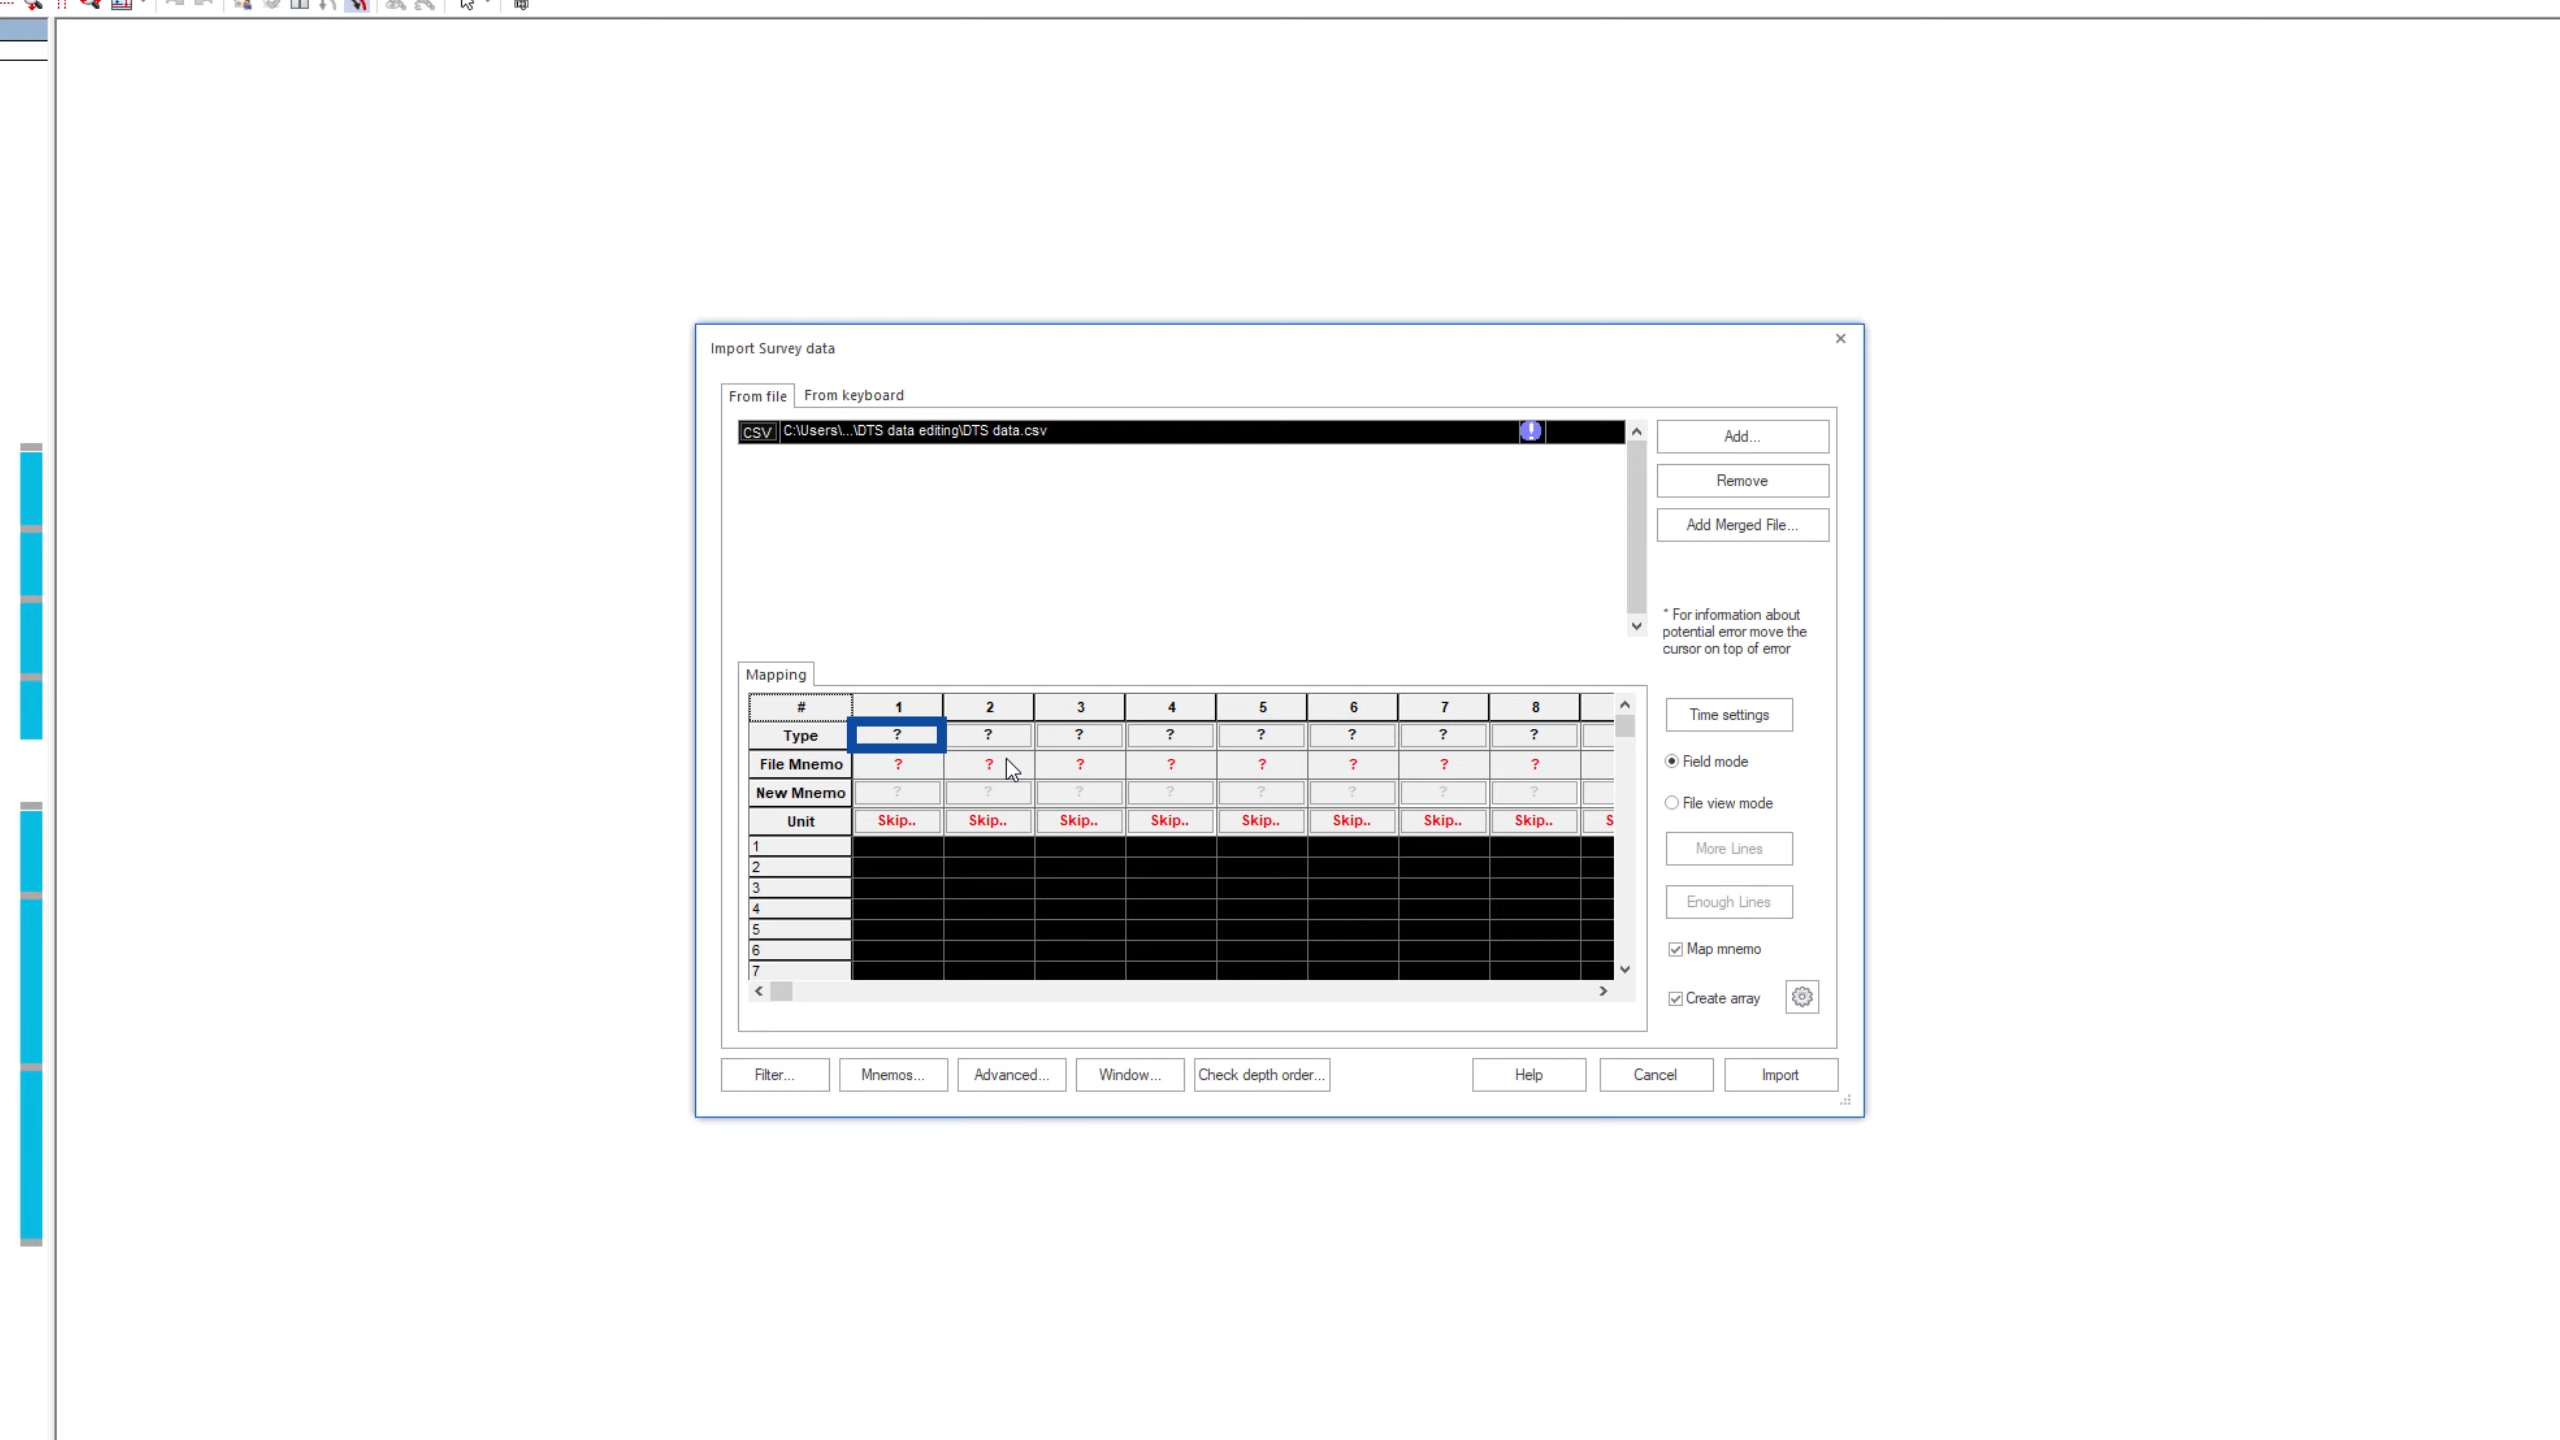 Import Survey data
From file From keyboard
CSV C:\Users\...\DTS data editing\DTS data.csv !
Add...
Remove
Add Merged File...
* For information about
potential error move the
cursor on top of error
Mapping
# 1 2 3 4 5 6 7 8
Type ? ? ? ? ? ? ? ?
File Mnemo ? ? ? ? ? ? ? ?
New Mnemo ? ? ? ? ? ? ? ?
Unit Skip.. Skip.. Skip.. Skip.. Skip.. Skip.. Skip.. Skip.. S
1
2
3
4
5
6
7
Time settings
Field mode
File view mode
More Lines
Enough Lines
Map mnemo
Create array
Filter... Mnemos... Advanced... Window... Check depth order... Help Cancel Import